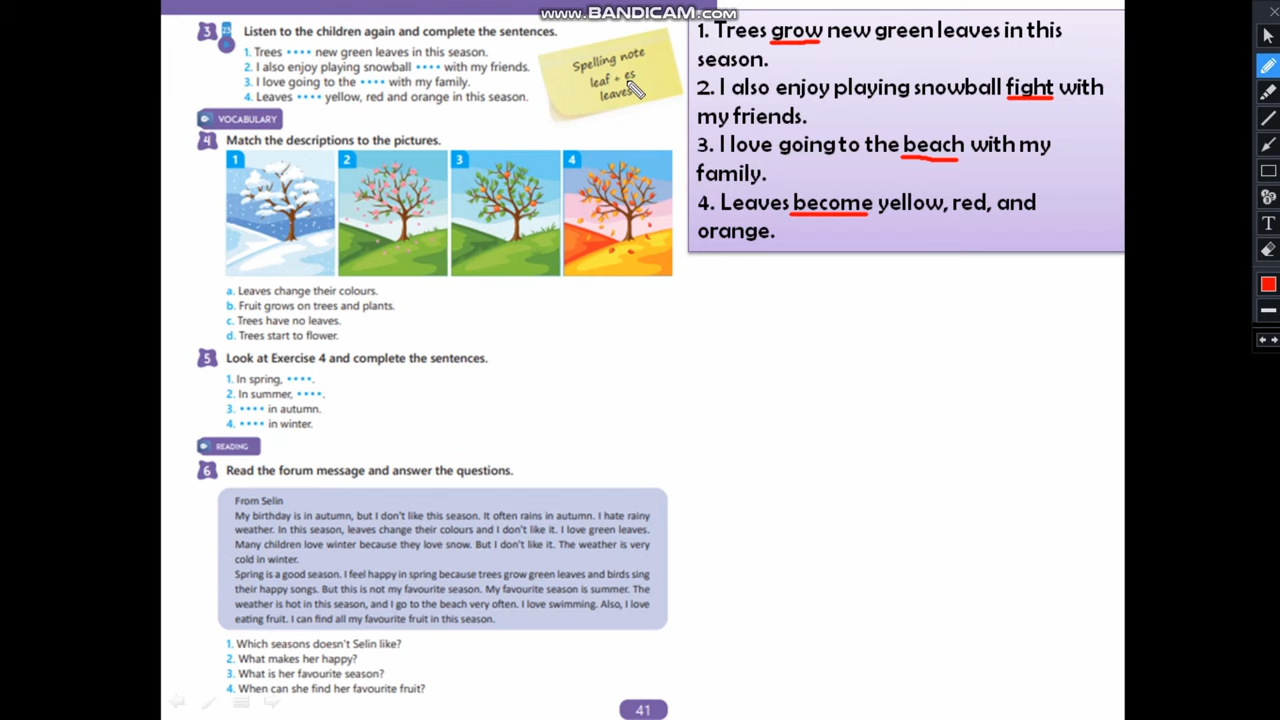 www.BANDICAM.com
3 Listen to the children again and complete the sentences.
1. Trees •••• new green leaves in this season.
2. I also enjoy playing snowball •••• with my friends.
3. I love going to the •••• with my family.
4. Leaves •••• yellow, red and orange in this season.
Spelling note
leaf + es
leaves
VOCABULARY
4 Match the descriptions to the pictures.
1 2 3 4
a. Leaves change their colours.
b. Fruit grows on trees and plants.
c. Trees have no leaves.
d. Trees start to flower.
5 Look at Exercise 4 and complete the sentences.
1. In spring, ••••.
2. In summer, ••••.
3. •••• in autumn.
4. •••• in winter.
READING
6 Read the forum message and answer the questions.
From Selin
My birthday is in autumn, but I don't like this season. It often rains in autumn. I hate rainy
weather. In this season, leaves change their colours and I don't like it. I love green leaves.
Many children love winter because they love snow. But I don't like it. The weather is very
cold in winter.
Spring is a good season. I feel happy in spring because trees grow green leaves and birds sing
their happy songs. But this is not my favourite season. My favourite season is summer. The
weather is hot in this season, and I go to the beach very often. I love swimming. Also, I love
eating fruit. I can find all my favourite fruit in this season.
1. Which seasons doesn't Selin like?
2. What makes her happy?
3. What is her favourite season?
4. When can she find her favourite fruit?
41
1. Trees grow new green leaves in this
season.
2. I also enjoy playing snowball fight with
my friends.
3. I love going to the beach with my
family.
4. Leaves become yellow, red, and
orange.
T